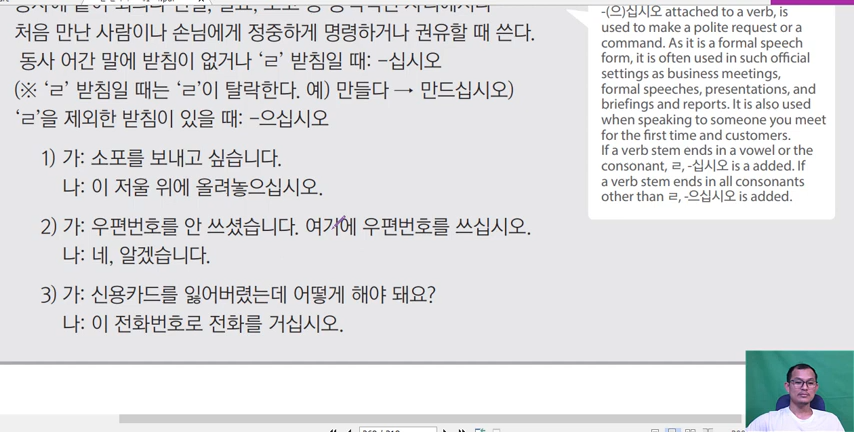 처음 만난 사람이나 손님에게 정중하게 명령하거나 권유할 때 쓴다.
동사 어간 말에 받침이 없거나 ‘ㄹ’ 받침일 때: -십시오
(※ ‘ㄹ’ 받침일 때는 ‘ㄹ’이 탈락한다. 예) 만들다 → 만드십시오)
‘ㄹ’을 제외한 받침이 있을 때: -으십시오
1) 가: 소포를 보내고 싶습니다.
나: 이 저울 위에 올려놓으십시오.
2) 가: 우편번호를 안 쓰셨습니다. 여기에 우편번호를 쓰십시오.
나: 네, 알겠습니다.
3) 가: 신용카드를 잃어버렸는데 어떻게 해야 돼요?
나: 이 전화번호로 전화를 거십시오.
-(으)십시오 attached to a verb, is
used to make a polite request or a
command. As it is a formal speech
form, it is often used in such official
settings as business meetings,
formal speeches, presentations, and
briefings and reports. It is also used
when speaking to someone you meet
for the first time and customers.
If a verb stem ends in a vowel or the
consonant, ㄹ, -십시오 is a added. If
a verb stem ends in all consonants
other than ㄹ, -으십시오 is added.